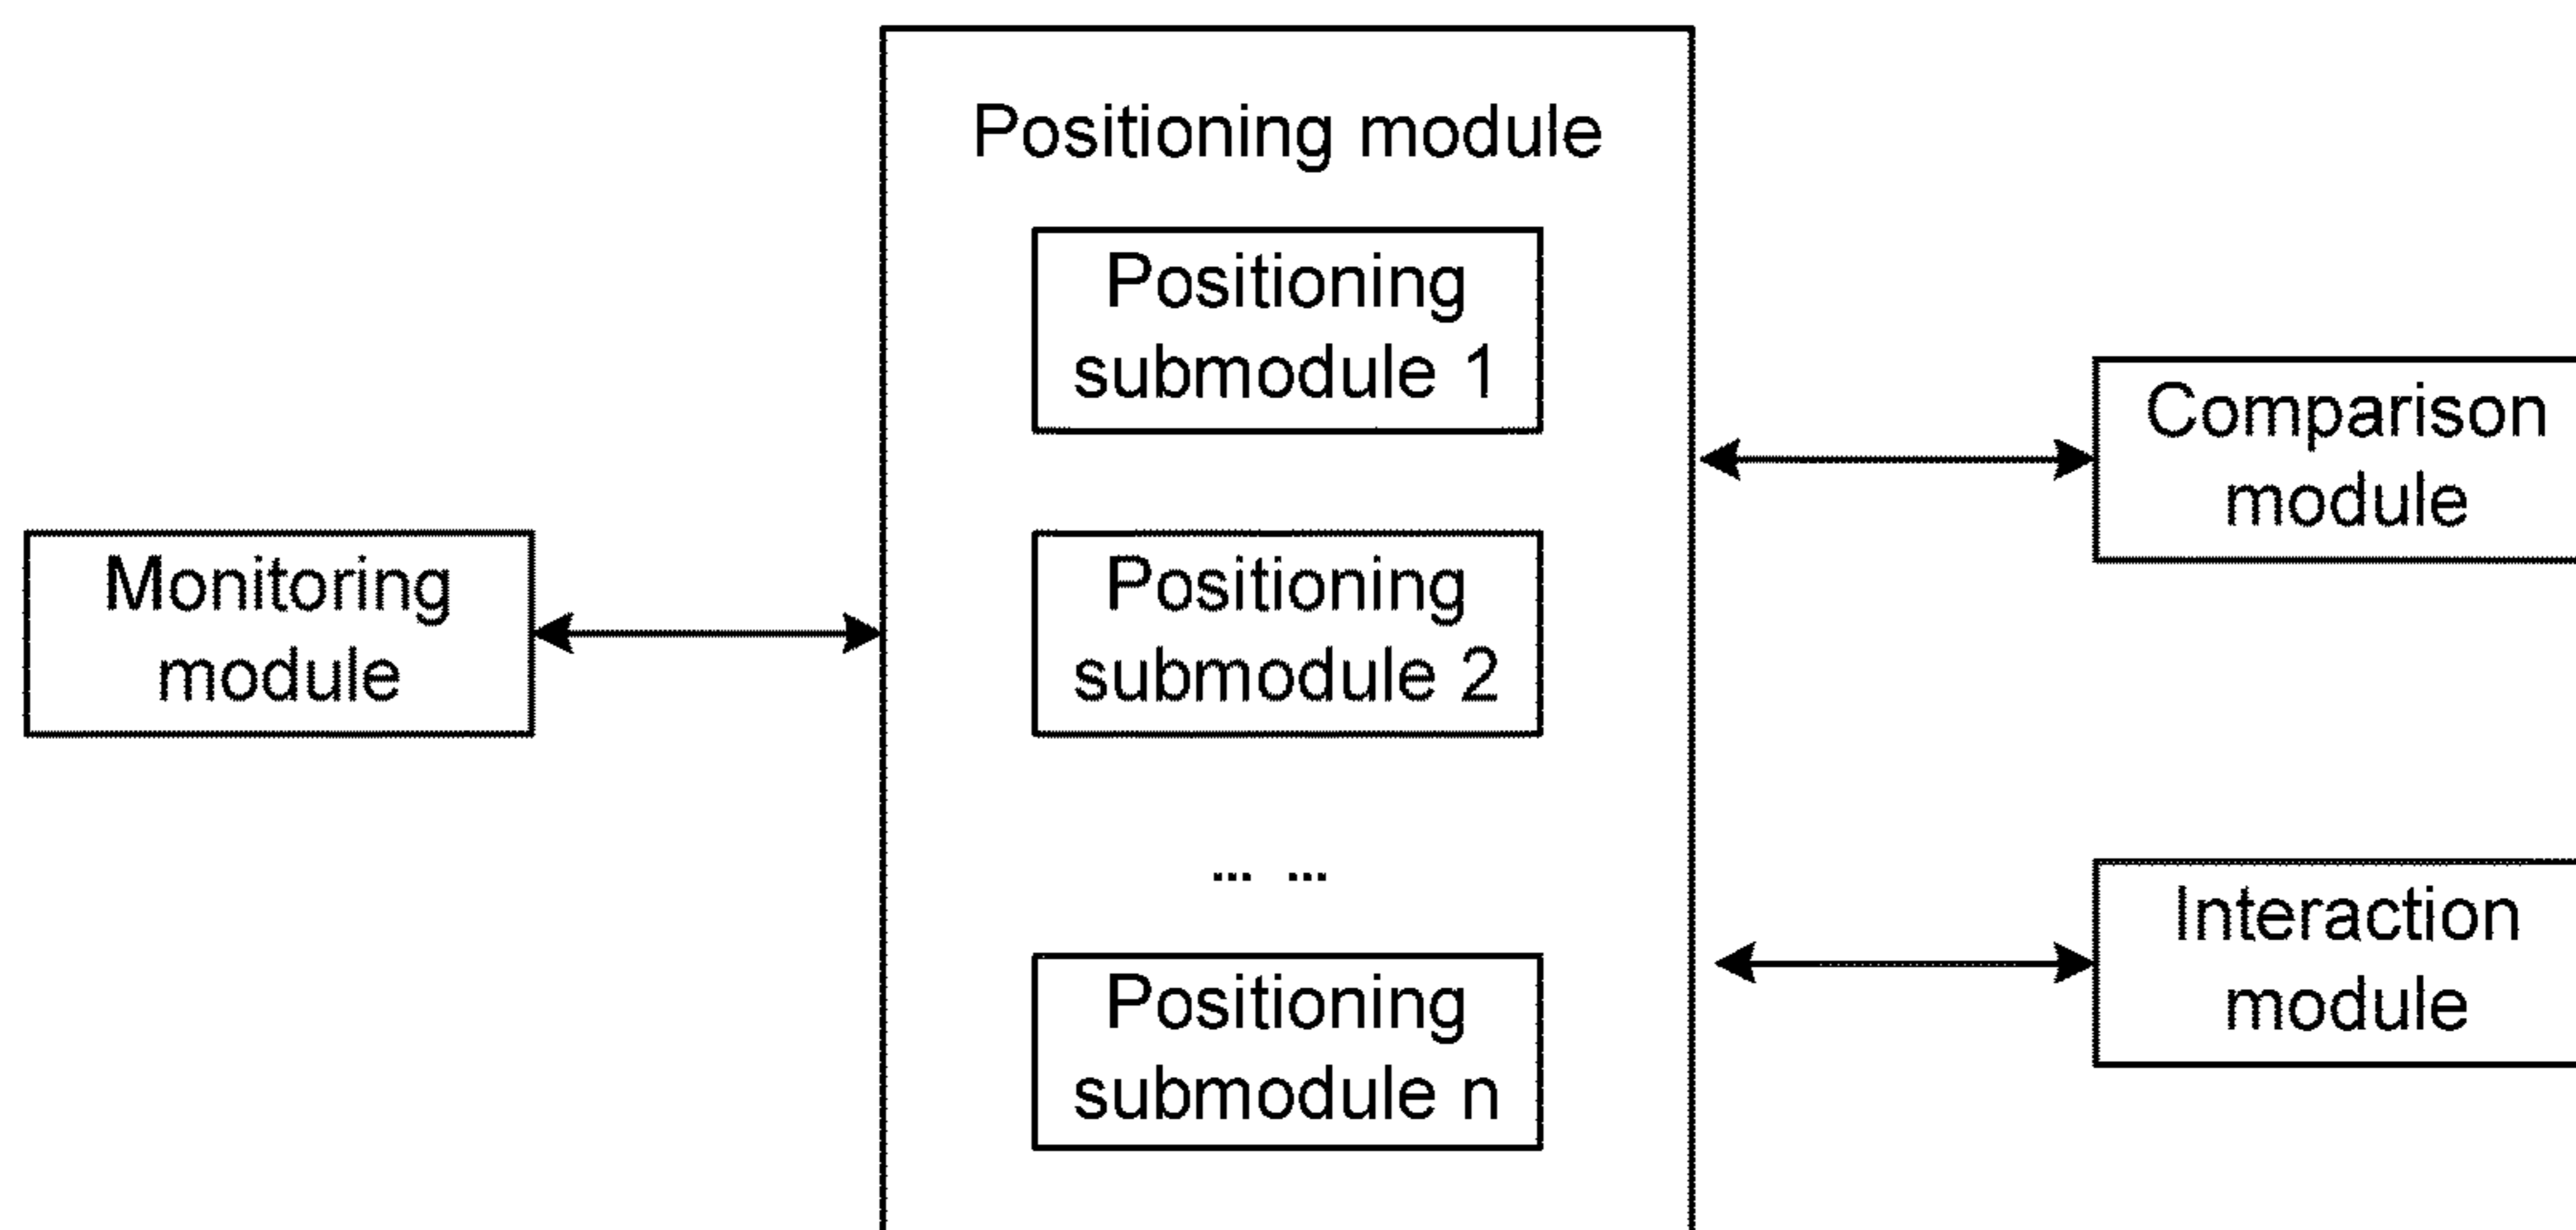 Positioning module
Positioning
submodule 1
Positioning
submodule 2
... ...
Positioning
submodule n
Monitoring
module
Comparison
module
Interaction
module